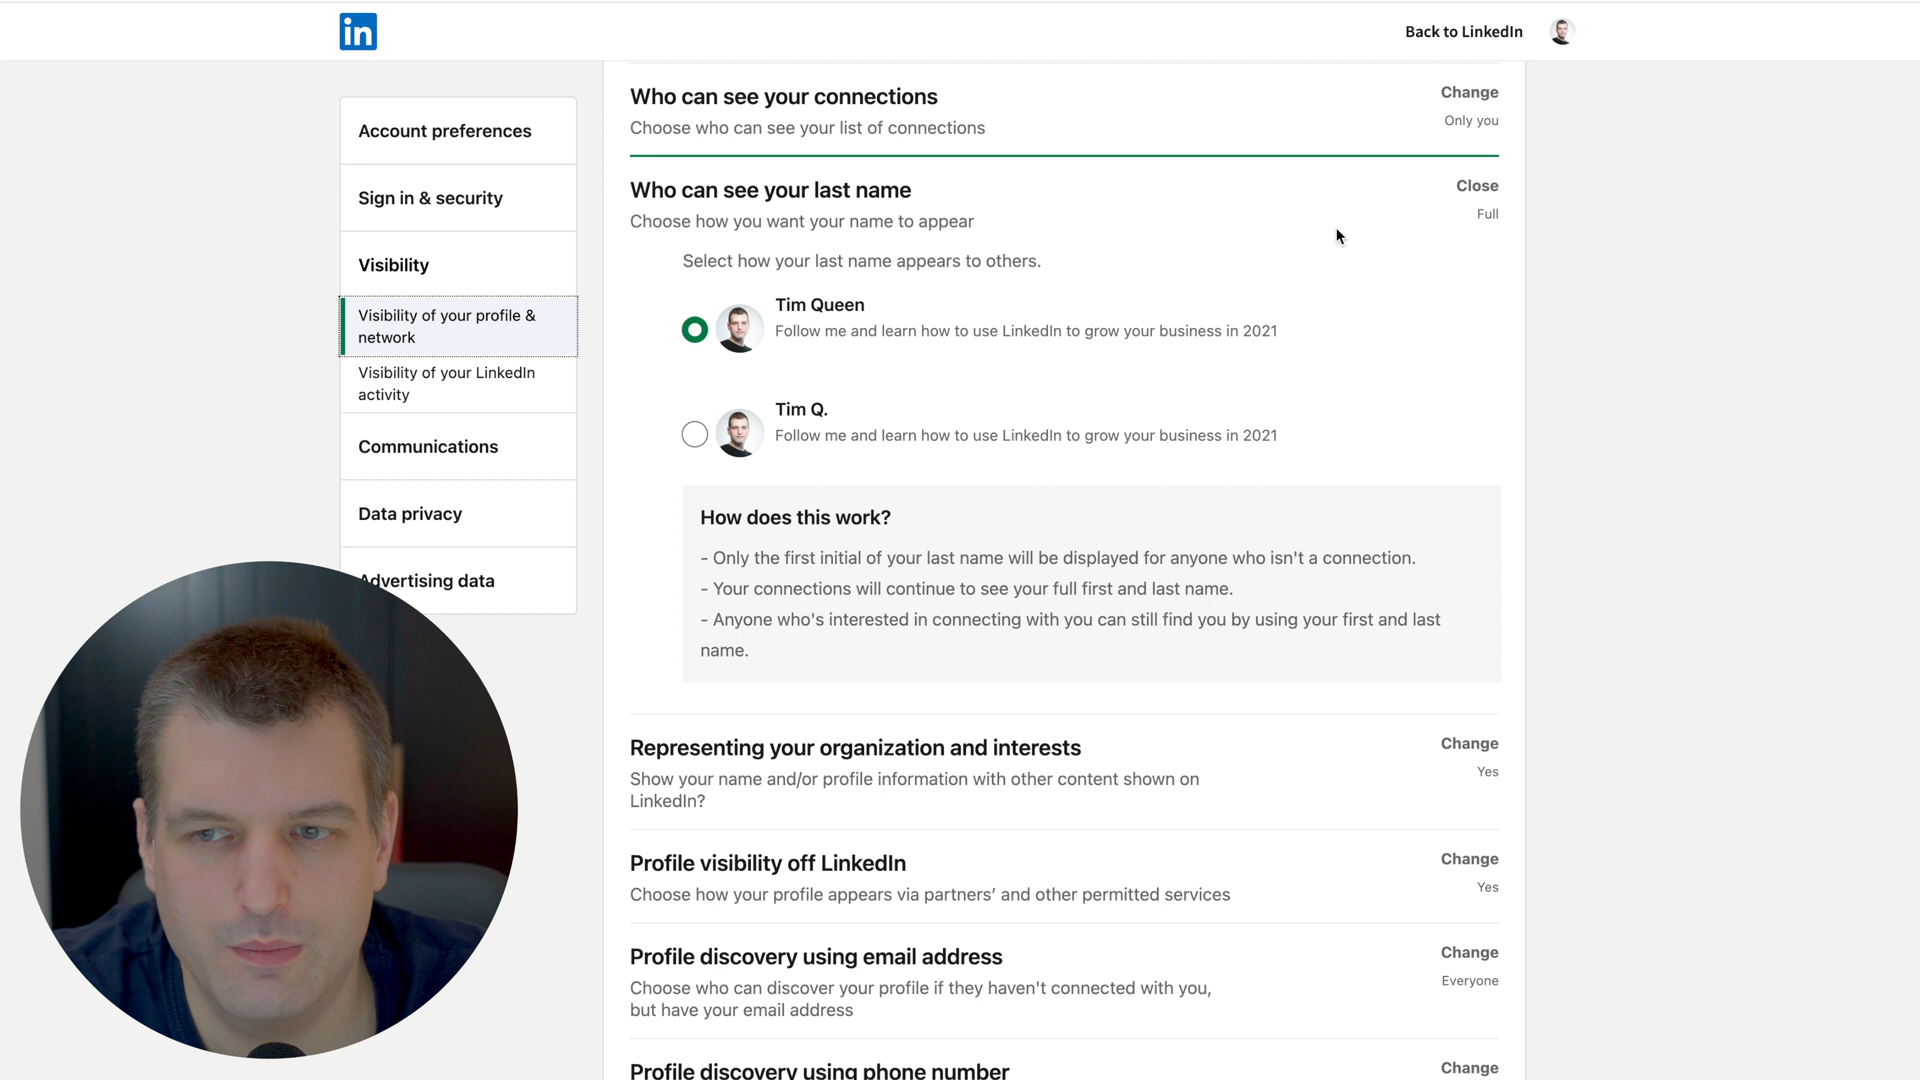 in
Back to LinkedIn
Account preferences
Sign in & security
Visibility
Visibility of your profile &
network
Visibility of your LinkedIn
activity
Communications
Data privacy
Advertising data
Who can see your connections
Change
Choose who can see your list of connections
Only you
Who can see your last name
Close
Choose how you want your name to appear
Full
Select how your last name appears to others.
Tim Queen
Follow me and learn how to use LinkedIn to grow your business in 2021
Tim Q.
Follow me and learn how to use LinkedIn to grow your business in 2021
How does this work?
- Only the first initial of your last name will be displayed for anyone who isn't a connection.
- Your connections will continue to see your full first and last name.
- Anyone who's interested in connecting with you can still find you by using your first and last
name.
Representing your organization and interests
Change
Show your name and/or profile information with other content shown on
LinkedIn?
Yes
Profile visibility off LinkedIn
Change
Choose how your profile appears via partners’ and other permitted services
Yes
Profile discovery using email address
Change
Choose who can discover your profile if they haven't connected with you,
but have your email address
Everyone
Profile discovery using phone number
Change